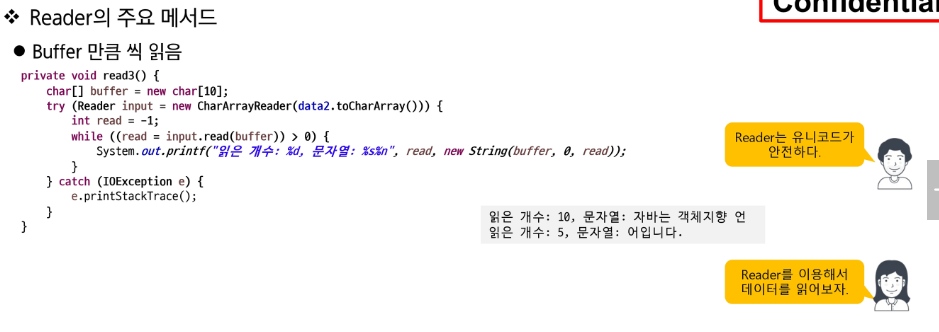 Confidential
❖ Reader의 주요 메서드
● Buffer 만큼 씩 읽음
private void read3() {
    char[] buffer = new char[10];
    try (Reader input = new CharArrayReader(data2.toCharArray())) {
        int read = -1;
        while ((read = input.read(buffer)) > 0) {
            System.out.printf("읽은 개수: %d, 문자열: %s%n", read, new String(buffer, 0, read));
        }
    } catch (IOException e) {
        e.printStackTrace();
    }
}
Reader는 유니코드가
안전하다.
읽은 개수: 10, 문자열: 자바는 객체지향 언
읽은 개수: 5, 문자열: 어입니다.
Reader를 이용해서
데이터를 읽어보자.